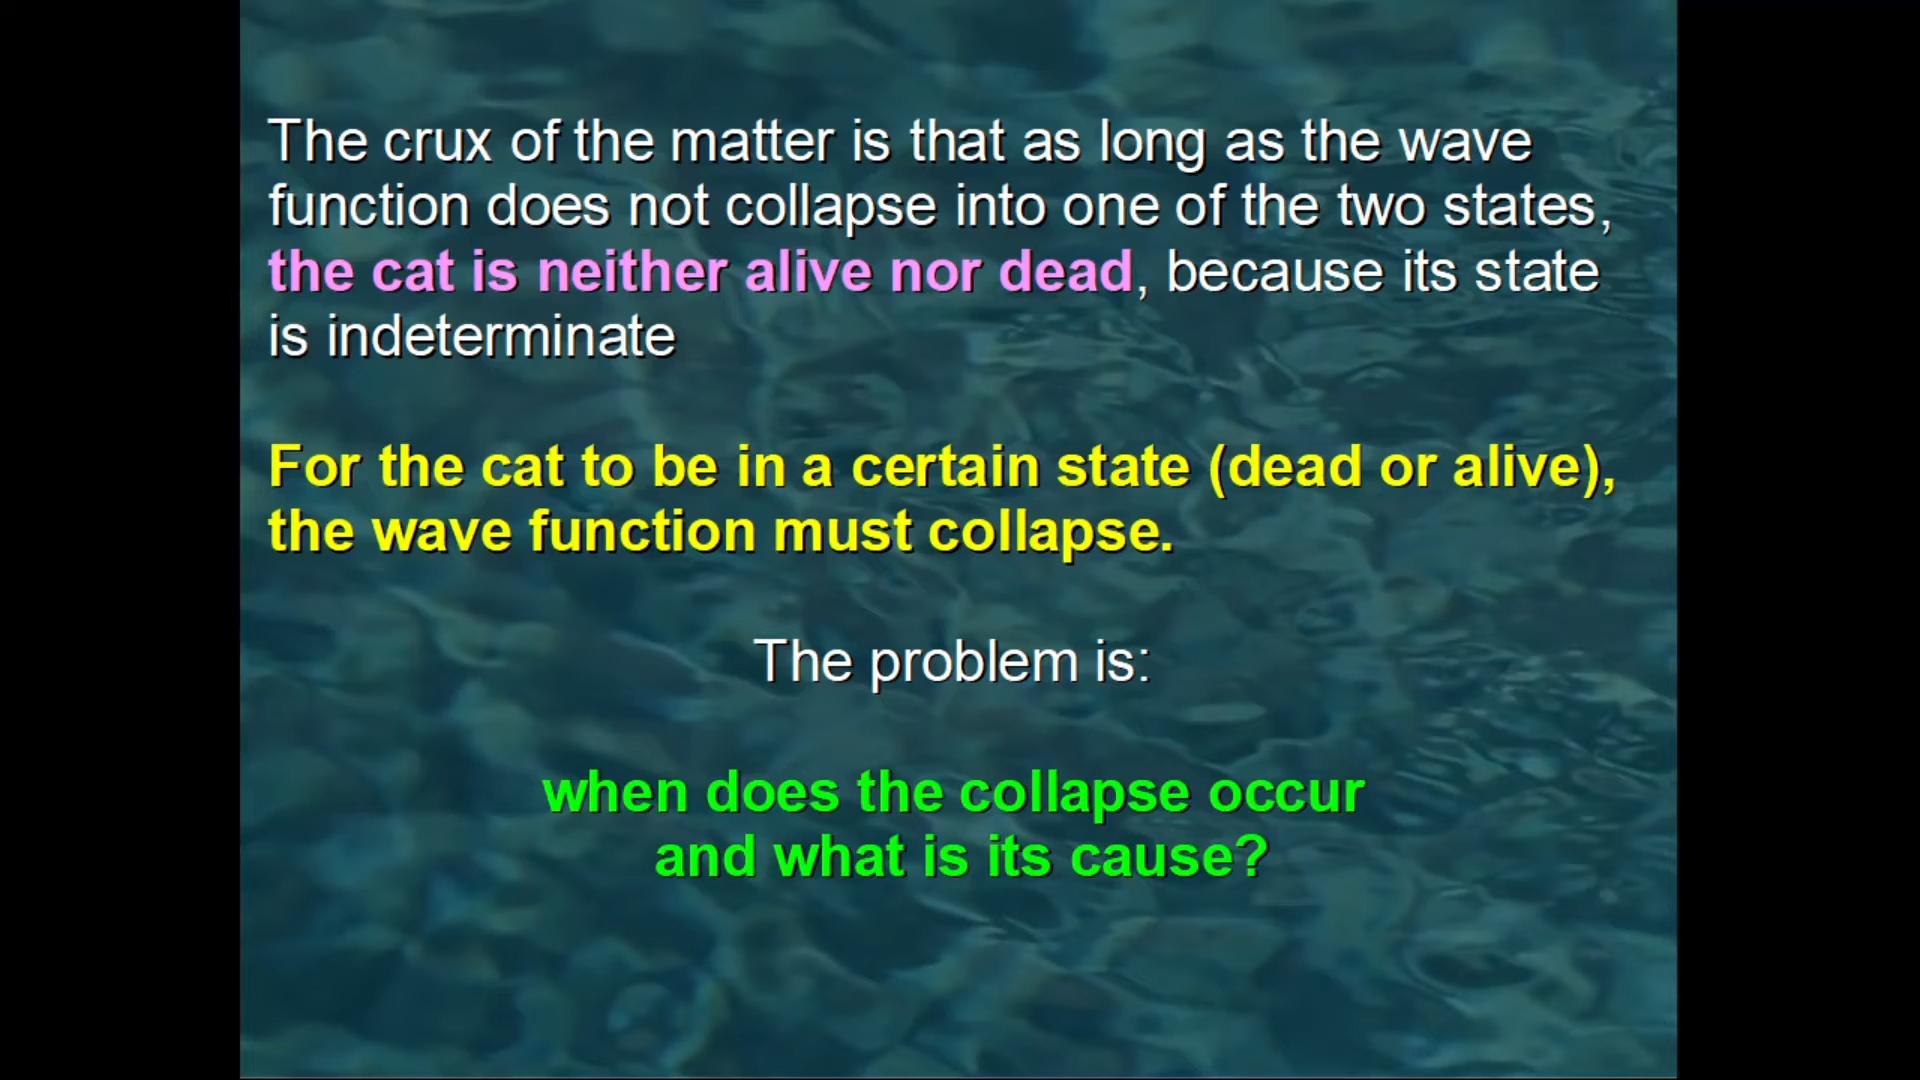 The crux of the matter is that as long as the wave
function does not collapse into one of the two states,
the cat is neither alive nor dead, because its state
is indeterminate
For the cat to be in a certain state (dead or alive),
the wave function must collapse.
The problem is:
when does the collapse occur
and what is its cause?